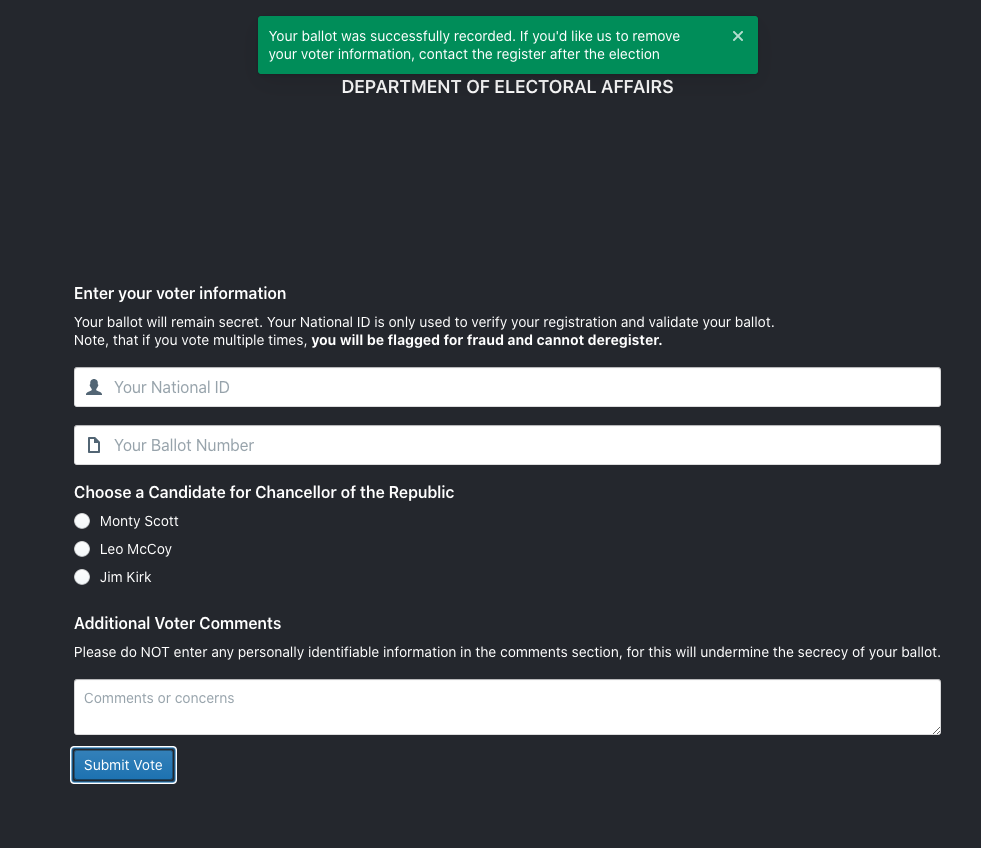 Your ballot was successfully recorded. If you'd like us to remove
your voter information, contact the register after the election
DEPARTMENT OF ELECTORAL AFFAIRS
Enter your voter information
Your ballot will remain secret. Your National ID is only used to verify your registration and validate your ballot.
Note, that if you vote multiple times, you will be flagged for fraud and cannot deregister.
Your National ID
Your Ballot Number
Choose a Candidate for Chancellor of the Republic
Monty Scott
Leo McCoy
Jim Kirk
Additional Voter Comments
Please do NOT enter any personally identifiable information in the comments section, for this will undermine the secrecy of your ballot.
Comments or concerns
Submit Vote